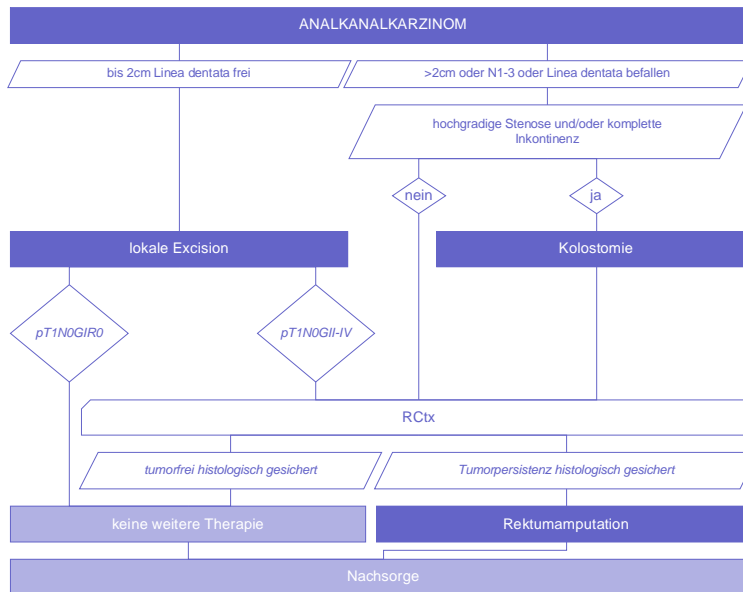 ANALKANALKARZINOM
bis 2cm Linea dentata frei
>2cm oder N1-3 oder Linea dentata befallen
hochgradige Stenose und/oder komplette
Inkontinenz
nein
ja
lokale Excision
Kolostomie
pT1N0GIR0
pT1N0GII-IV
RCtx
tumorfrei histologisch gesichert
Tumorpersistenz histologisch gesichert
keine weitere Therapie
Rektumamputation
Nachsorge